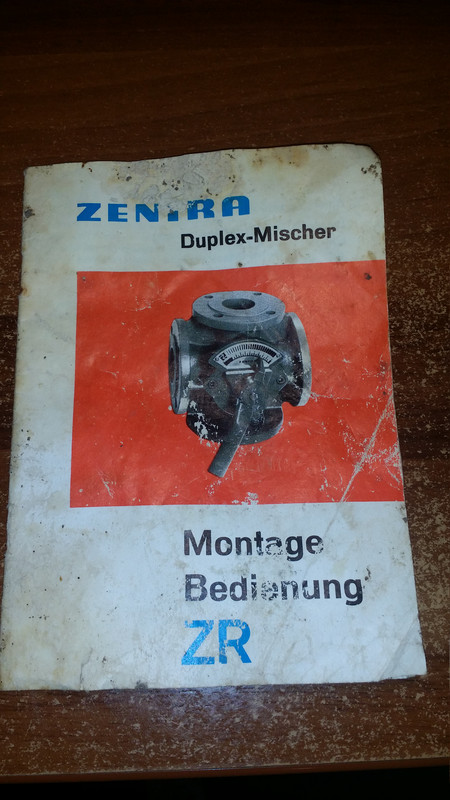 ZENTRA
Duplex-Mischer
Montage
Bedienung
ZR